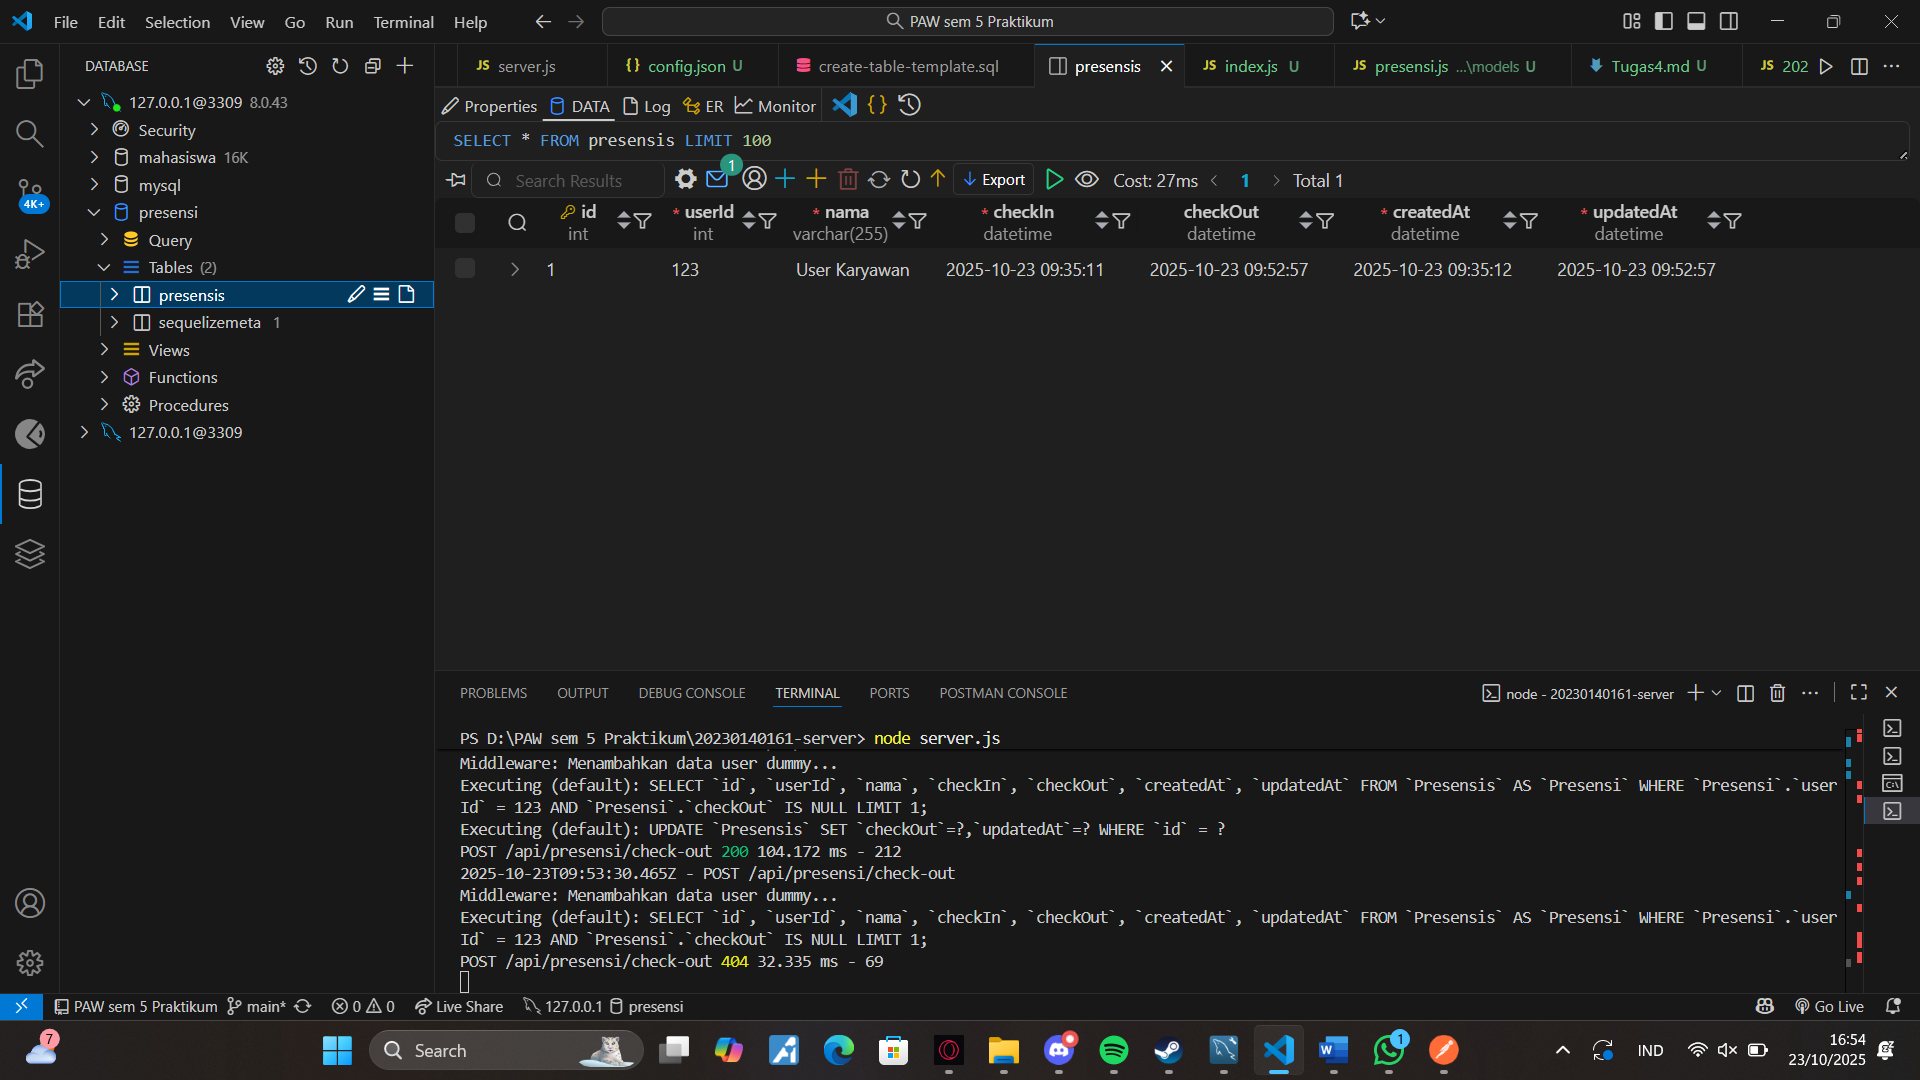 File Edit Selection View Go Run Terminal Help
PAW sem 5 Praktikum
DATABASE
127.0.0.1@3309 8.0.43
Security
mahasiswa 16K
mysql
presensi
Query
Tables (2)
presensis
sequelizemeta 1
Views
Functions
Procedures
127.0.0.1@3309
4K+
JS server.js
{} config.json U
create-table-template.sql
presensis
JS index.js U
JS presensi.js ...\models U
Tugas4.md U
JS 202
Properties DATA Log ER Monitor
SELECT * FROM presensis LIMIT 100
Search Results
1
Export
Cost: 27ms
1
Total 1
id
int
* userId
int
* nama
varchar(255)
* checkIn
datetime
checkOut
datetime
* createdAt
datetime
* updatedAt
datetime
1 123 User Karyawan 2025-10-23 09:35:11 2025-10-23 09:52:57 2025-10-23 09:35:12 2025-10-23 09:52:57
PROBLEMS OUTPUT DEBUG CONSOLE TERMINAL PORTS POSTMAN CONSOLE
node - 20230140161-server
PS D:\PAW sem 5 Praktikum\20230140161-server> node server.js
Middleware: Menambahkan data user dummy...
Executing (default): SELECT `id`, `userId`, `nama`, `checkIn`, `checkOut`, `createdAt`, `updatedAt` FROM `Presensis` AS `Presensi` WHERE `Presensi`.`user
Id` = 123 AND `Presensi`.`checkOut` IS NULL LIMIT 1;
Executing (default): UPDATE `Presensis` SET `checkOut`=?,`updatedAt`=? WHERE `id` = ?
POST /api/presensi/check-out 200 104.172 ms - 212
2025-10-23T09:53:30.465Z - POST /api/presensi/check-out
Middleware: Menambahkan data user dummy...
Executing (default): SELECT `id`, `userId`, `nama`, `checkIn`, `checkOut`, `createdAt`, `updatedAt` FROM `Presensis` AS `Presensi` WHERE `Presensi`.`user
Id` = 123 AND `Presensi`.`checkOut` IS NULL LIMIT 1;
POST /api/presensi/check-out 404 32.335 ms - 69
PAW sem 5 Praktikum main* 0 0 Live Share 127.0.0.1 presensi
Go Live
7
Search
1
IND
16:54
23/10/2025